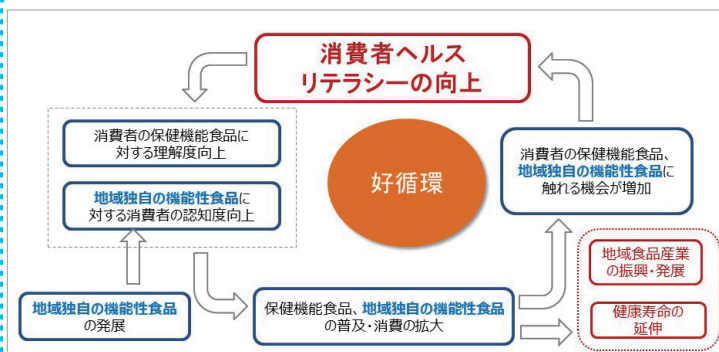 消費者ヘルス
リテラシーの向上
消費者の保健機能食品に
対する理解度向上
地域独自の機能性食品に
対する消費者の認知度向上
好循環
消費者の保健機能食品、
地域独自の機能性食品に
触れる機会が増加
地域食品産業
の振興・発展
健康寿命の
延伸
地域独自の機能性食品
の発展
保健機能食品、地域独自の機能性食品
の普及・消費の拡大